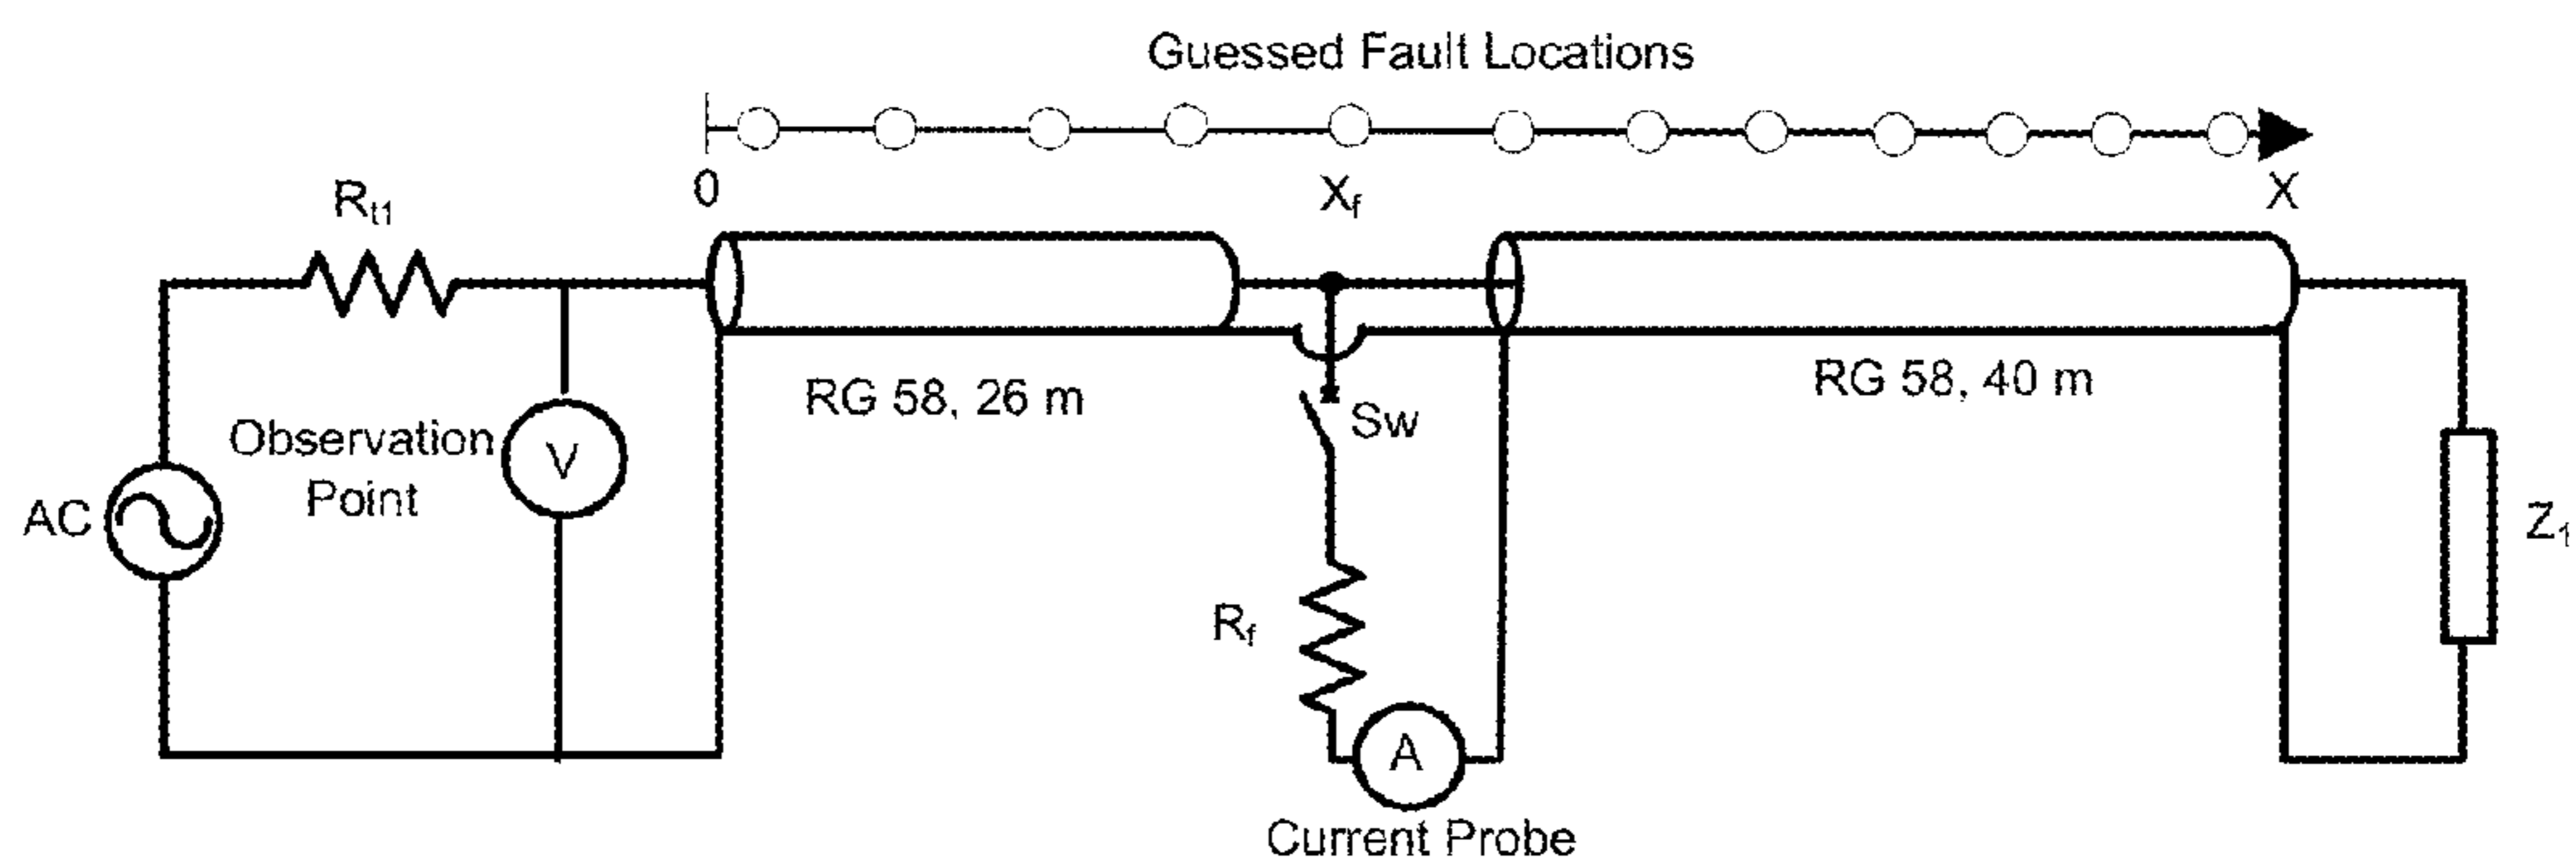 Guessed Fault Locations
0
Xf
X
Rt1
RG 58, 26 m
RG 58, 40 m
Observation
Point
V
AC
Sw
Rf
A
Current Probe
Z1